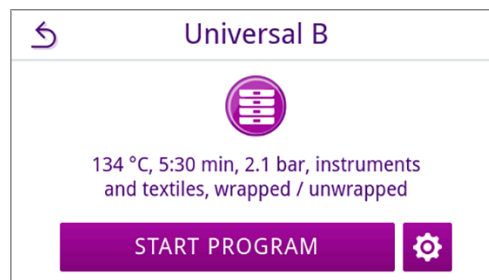 Universal B
134 °C, 5:30 min, 2.1 bar, instruments
and textiles, wrapped / unwrapped
START PROGRAM